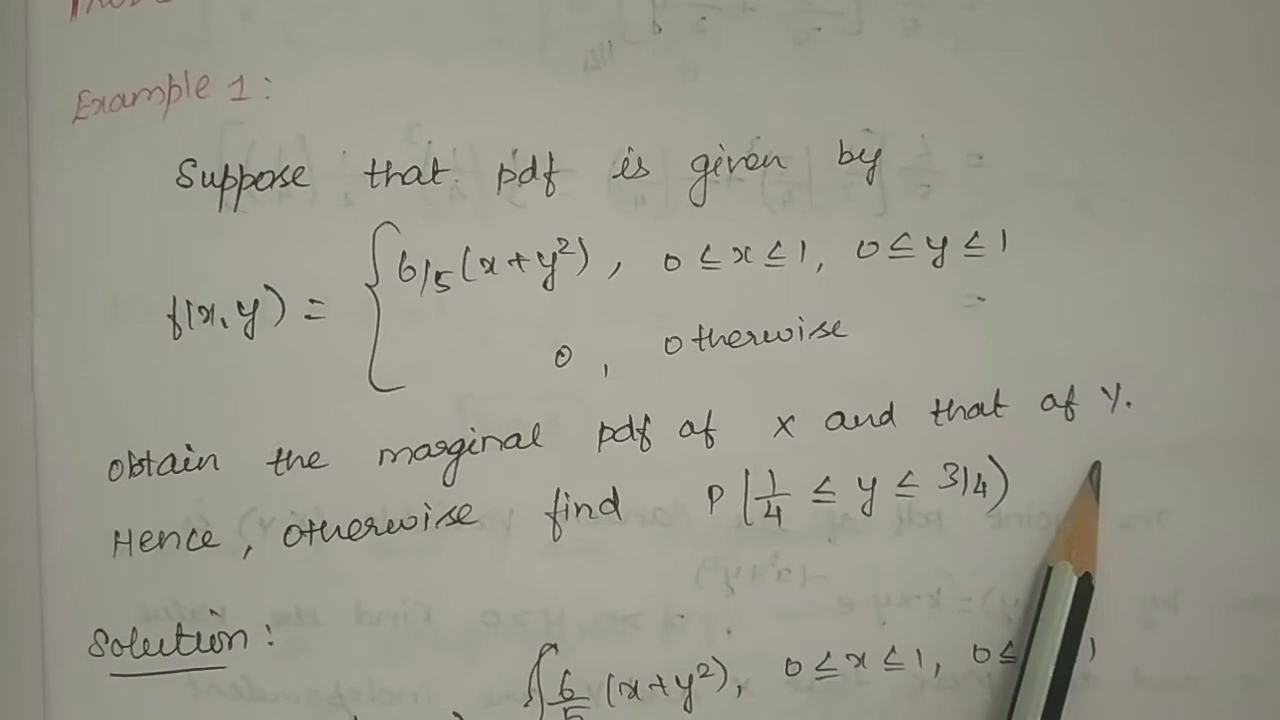 Example 1:
Suppose that pdf is given by
f(x, y) = { 6/5 (x + y²) , 0 ≤ x ≤ 1, 0 ≤ y ≤ 1
0 , otherwise
obtain the marginal pdf of x and that of y.
Hence, otherwise find P(1/4 ≤ y ≤ 3/4)
Solution:
6/5 (x + y²), 0 ≤ x ≤ 1, 0 ≤ 1